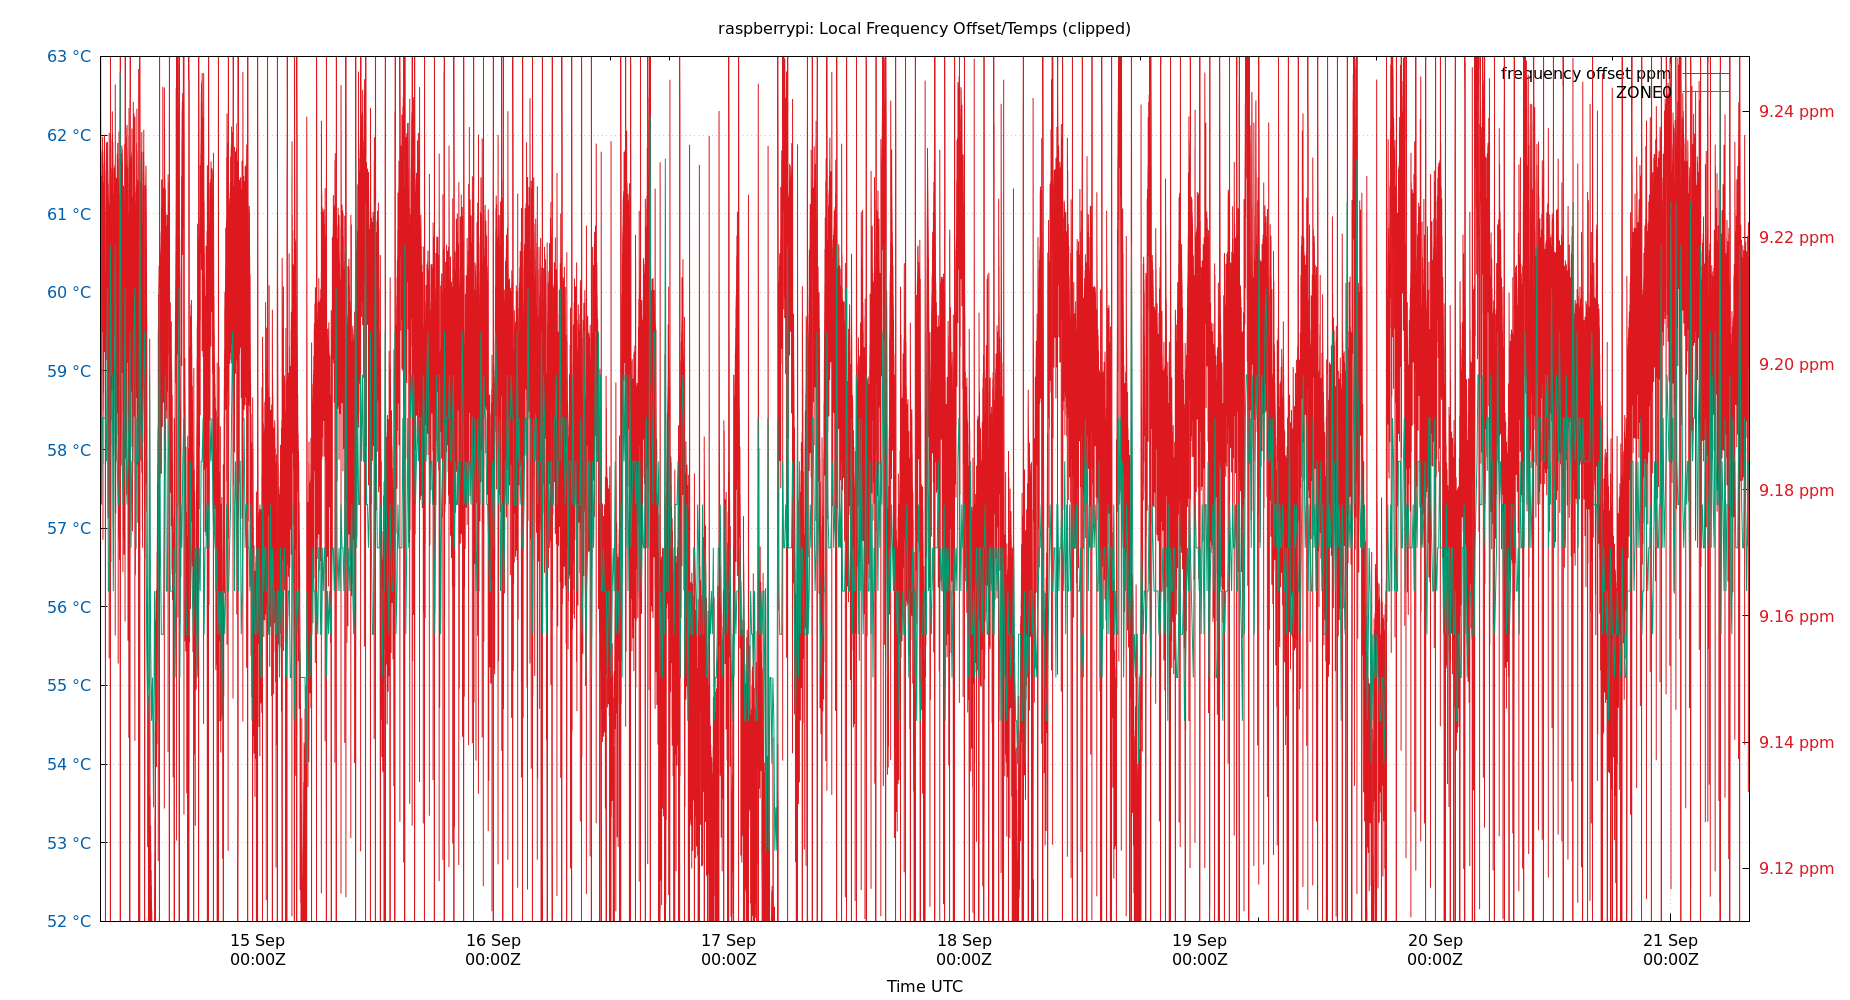 raspberrypi: Local Frequency Offset/Temps (clipped)
63 °C
62 °C
61 °C
60 °C
59 °C
58 °C
57 °C
56 °C
55 °C
54 °C
53 °C
52 °C
frequency offset ppm
ZONE0
9.24 ppm
9.22 ppm
9.20 ppm
9.18 ppm
9.16 ppm
9.14 ppm
9.12 ppm
15 Sep
00:00Z
16 Sep
00:00Z
17 Sep
00:00Z
18 Sep
00:00Z
19 Sep
00:00Z
20 Sep
00:00Z
21 Sep
00:00Z
Time UTC